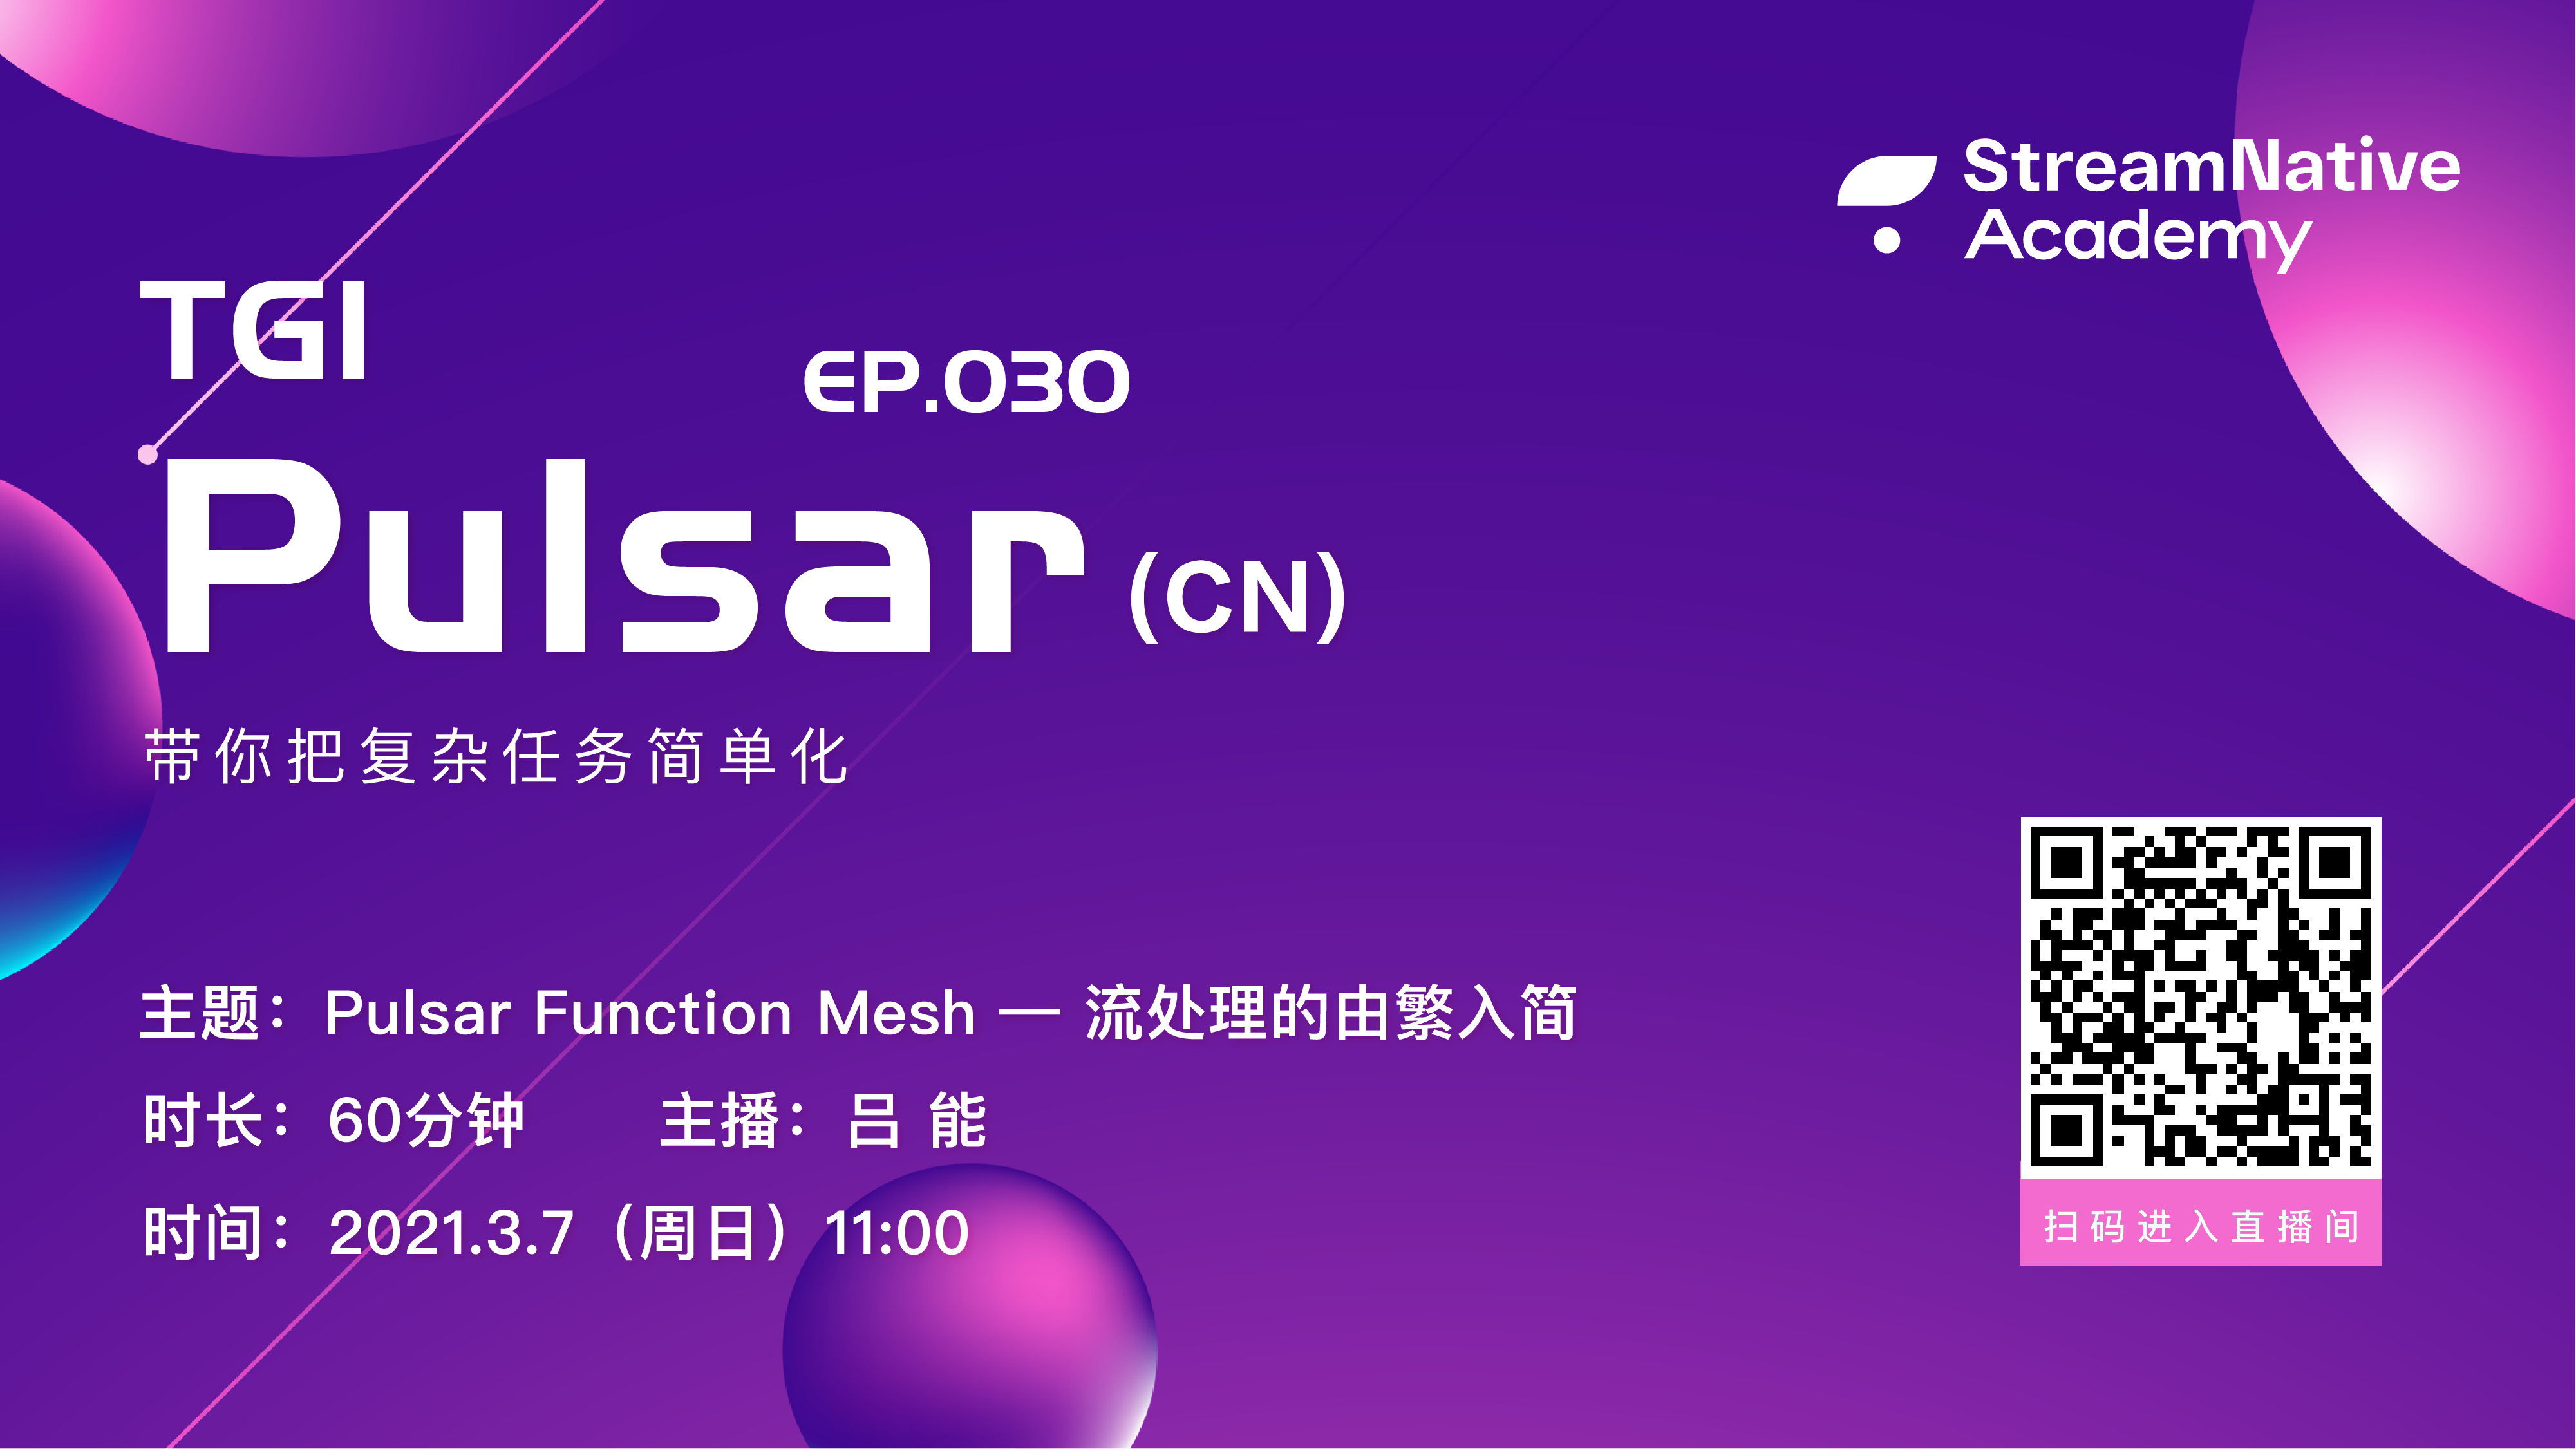 StreamNative
Academy
TGI
EP.030
Pulsar (CN)
带你把复杂任务简单化
主题：Pulsar Function Mesh — 流处理的由繁入简
时长：60分钟 主播：吕 能
时间：2021.3.7（周日）11:00
扫码进入直播间